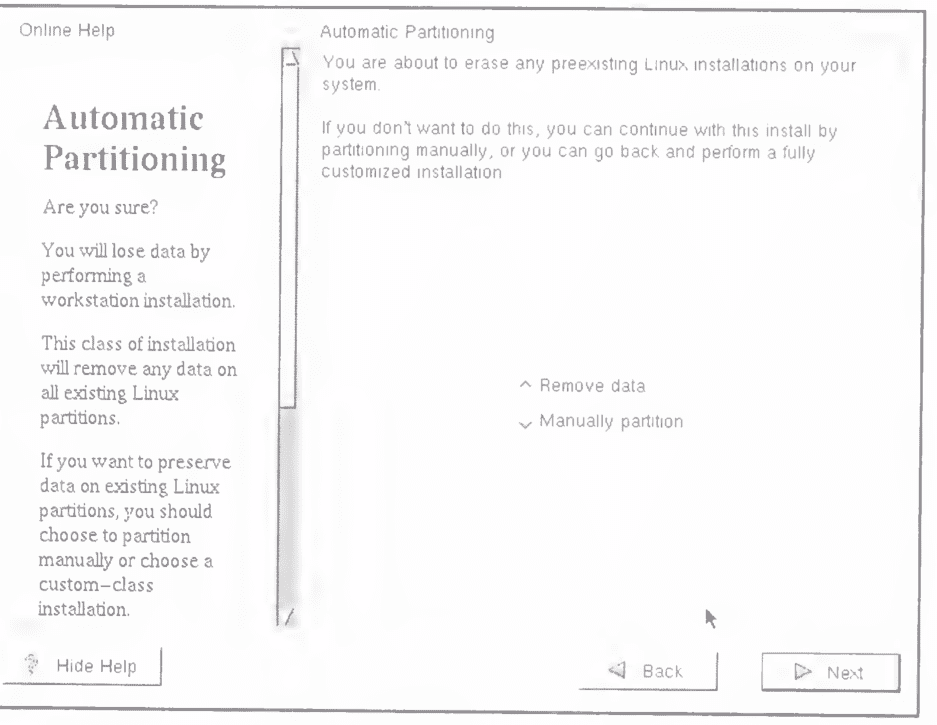 Online Help
Automatic
Partitioning
Are you sure?
You will lose data by
performing a
workstation installation.
This class of installation
will remove any data on
all existing Linux
partitions.
If you want to preserve
data on existing Linux
partitions, you should
choose to partition
manually or choose a
custom–class
installation.
Automatic Partitioning
You are about to erase any preexisting Linux installations on your
system.
If you don't want to do this, you can continue with this install by
partitioning manually, or you can go back and perform a fully
customized installation
Remove data
Manually partition
Hide Help
Back
Next